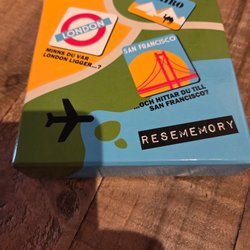 LONDON
MINNS DU VAR
LONDON LIGGER...?
SAN FRANCISCO
...OCH HITTAR DU TILL
SAN FRANCISCO?
RESEMEMORY